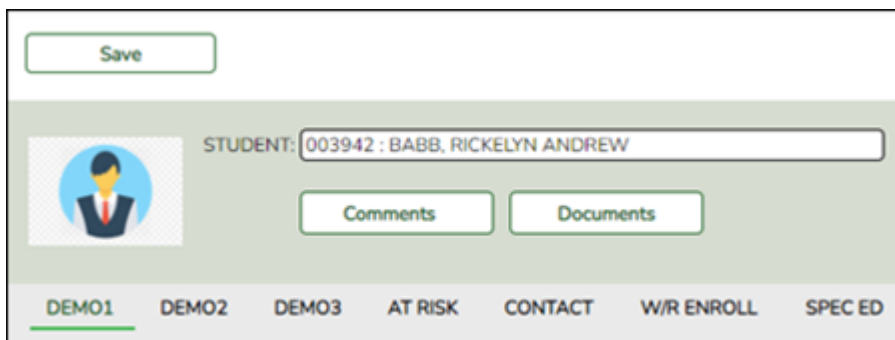 Save
STUDENT: 003942 : BABB, RICKELYN ANDREW
Comments Documents
DEMO1 DEMO2 DEMO3 AT RISK CONTACT W/R ENROLL SPEC ED